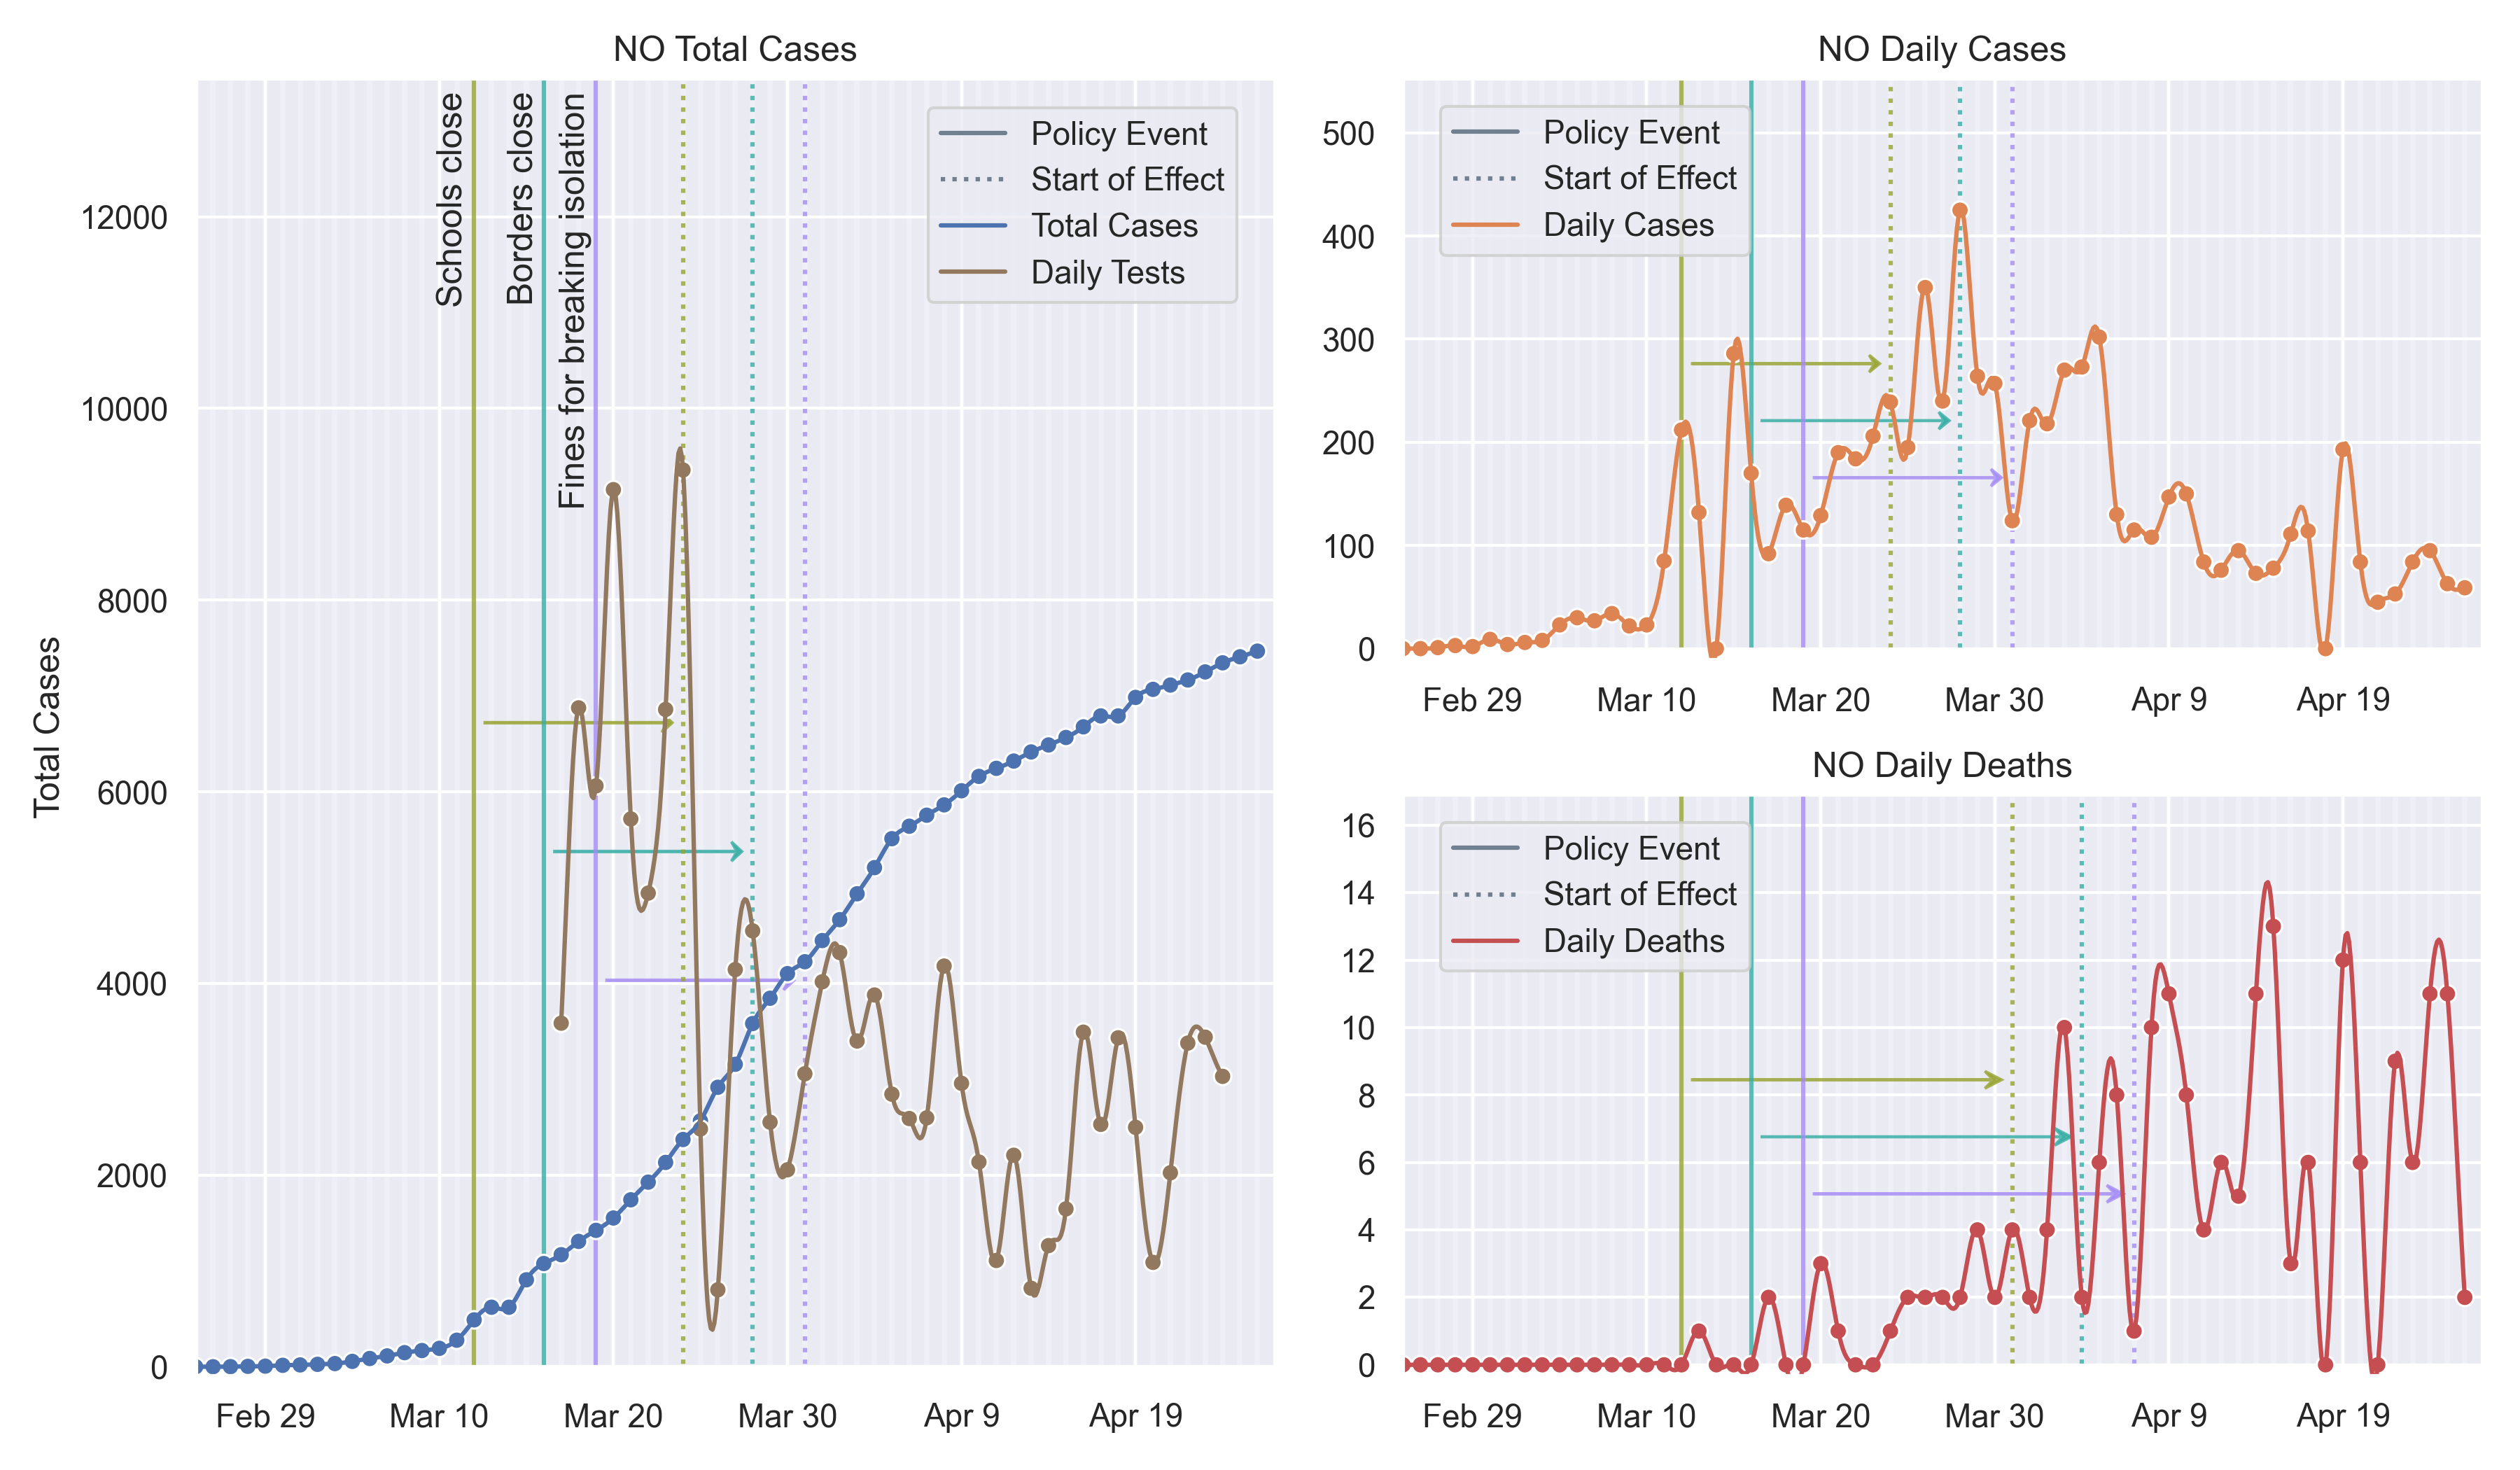 NO Total Cases
Total Cases
12000
10000
8000
6000
4000
2000
0
Schools close
Borders close
Fines for breaking isolation
Policy Event
Start of Effect
Total Cases
Daily Tests
Feb 29
Mar 10
Mar 20
Mar 30
Apr 9
Apr 19
NO Daily Cases
500
400
300
200
100
0
Policy Event
Start of Effect
Daily Cases
Feb 29
Mar 10
Mar 20
Mar 30
Apr 9
Apr 19
NO Daily Deaths
16
14
12
10
8
6
4
2
0
Policy Event
Start of Effect
Daily Deaths
Feb 29
Mar 10
Mar 20
Mar 30
Apr 9
Apr 19